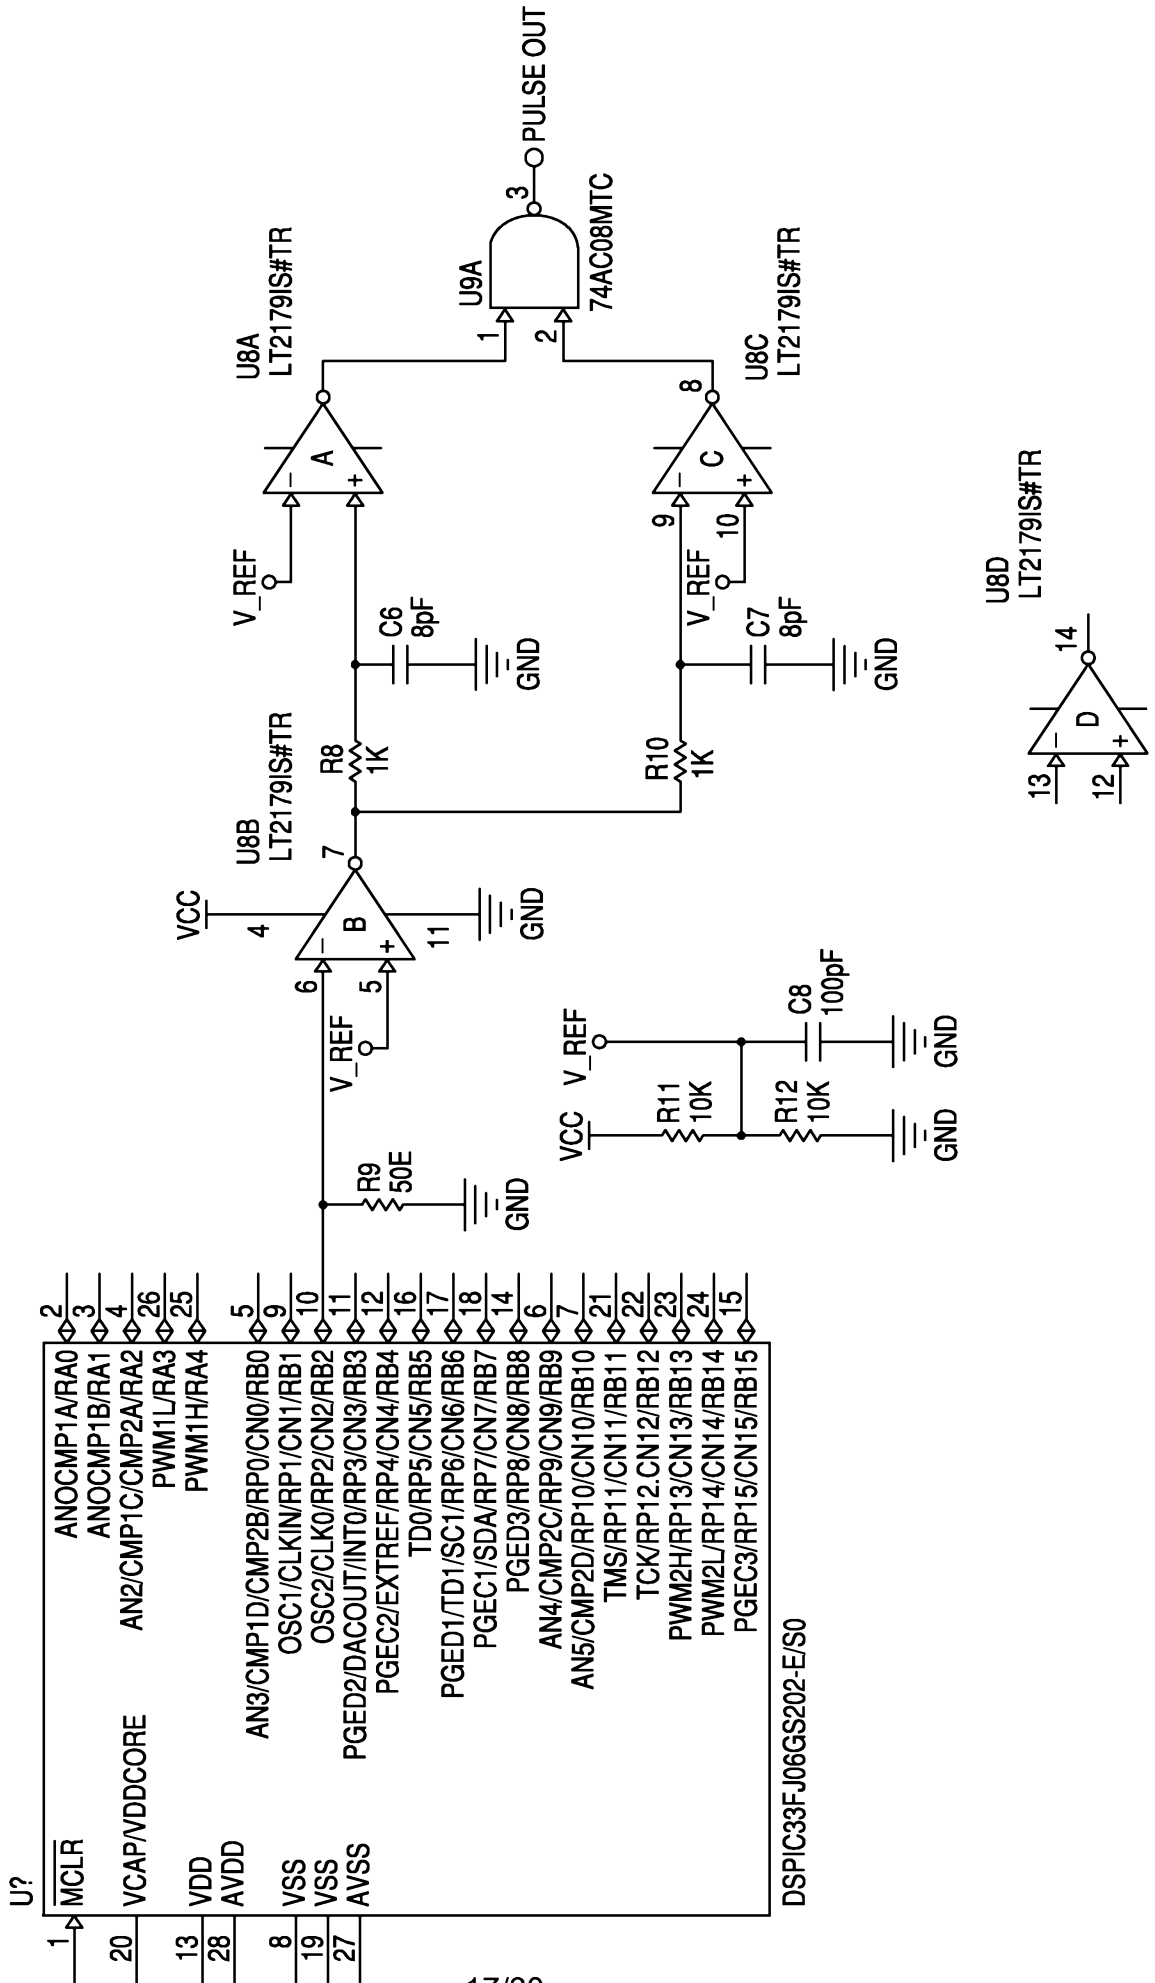 U?
1
MCLR
20
VCAP/VDDCORE
13
VDD
28
AVDD
8
VSS
19
VSS
27
AVSS
ANOCMP1A/RA0
2
ANOCMP1B/RA1
3
AN2/CMP1C/CMP2A/RA2
4
PWM1L/RA3
26
PWM1H/RA4
25
AN3/CMP1D/CMP2B/RP0/CN0/RB0
5
OSC1/CLKIN/RP1/CN1/RB1
9
OSC2/CLK0/RP2/CN2/RB2
10
PGED2/DACOUT/INT0/RP3/CN3/RB3
11
PGEC2/EXTREF/RP4/CN4/RB4
12
TD0/RP5/CN5/RB5
16
PGED1/TD1/SC1/RP6/CN6/RB6
17
PGEC1/SDA/RP7/CN7/RB7
18
PGED3/RP8/CN8/RB8
14
AN4/CMP2C/RP9/CN9/RB9
6
AN5/CMP2D/RP10/CN10/RB10
7
TMS/RP11/CN11/RB11
21
TCK/RP12.CN12/RB12
22
PWM2H/RP13/CN13/RB13
23
PWM2L/RP14/CN14/RB14
24
PGEC3/RP15/CN15/RB15
15
DSPIC33FJ06GS202-E/S0
R9
50E
GND
VCC
4
V_REF
6
5
−
+
B
11
GND
7
U8B
LT2179IS#TR
VCC
R11
10K
R12
10K
GND
V_REF
C8
100pF
GND
R8
1K
R10
1K
C6
8pF
GND
C7
8pF
GND
V_REF
−
+
A
U8A
LT2179IS#TR
V_REF
9
10
−
+
C
8
U8C
LT2179IS#TR
13
12
−
+
D
14
U8D
LT2179IS#TR
1
2
U9A
74AC08MTC
3
PULSE OUT